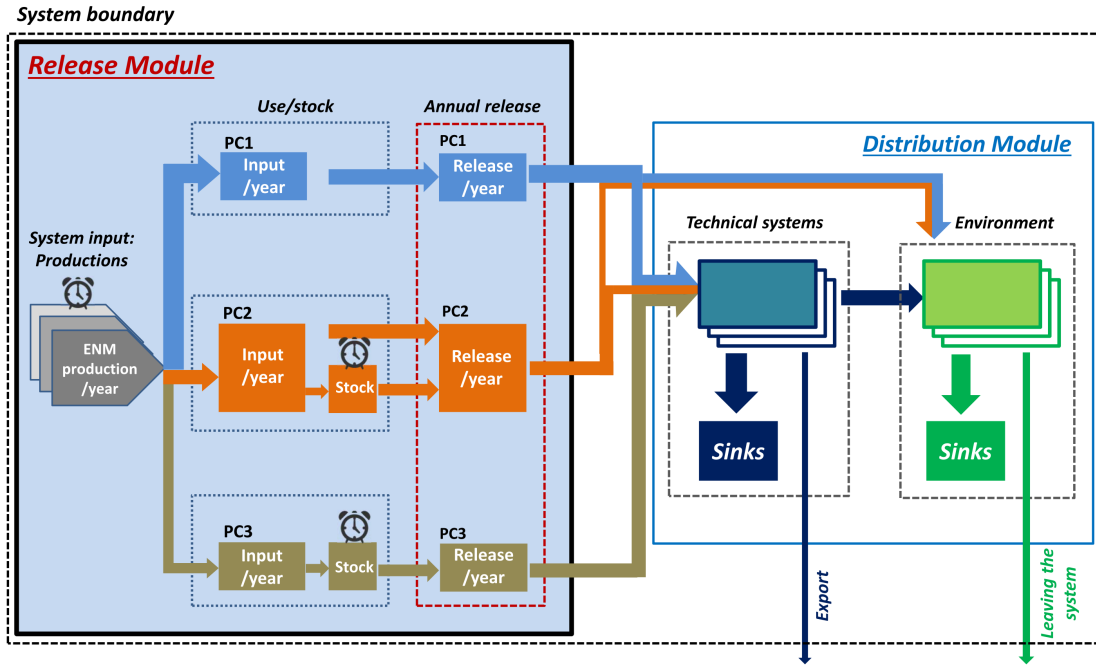 System boundary
Release Module
Use/stock
Annual release
PC1
Input
/year
PC1
Release
/year
System input:
Productions
ENM
production
/year
PC2
Input
/year
Stock
PC2
Release
/year
PC3
Input
/year
Stock
PC3
Release
/year
Distribution Module
Technical systems
Environment
Sinks
Sinks
Export
Leaving the
system